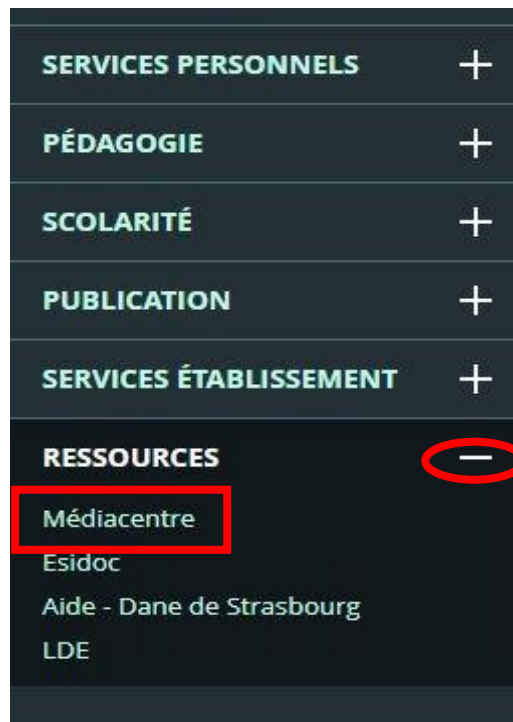 SERVICES PERSONNELS
PÉDAGOGIE
SCOLARITÉ
PUBLICATION
SERVICES ÉTABLISSEMENT
RESSOURCES
Médiacentre
Esidoc
Aide - Dane de Strasbourg
LDE